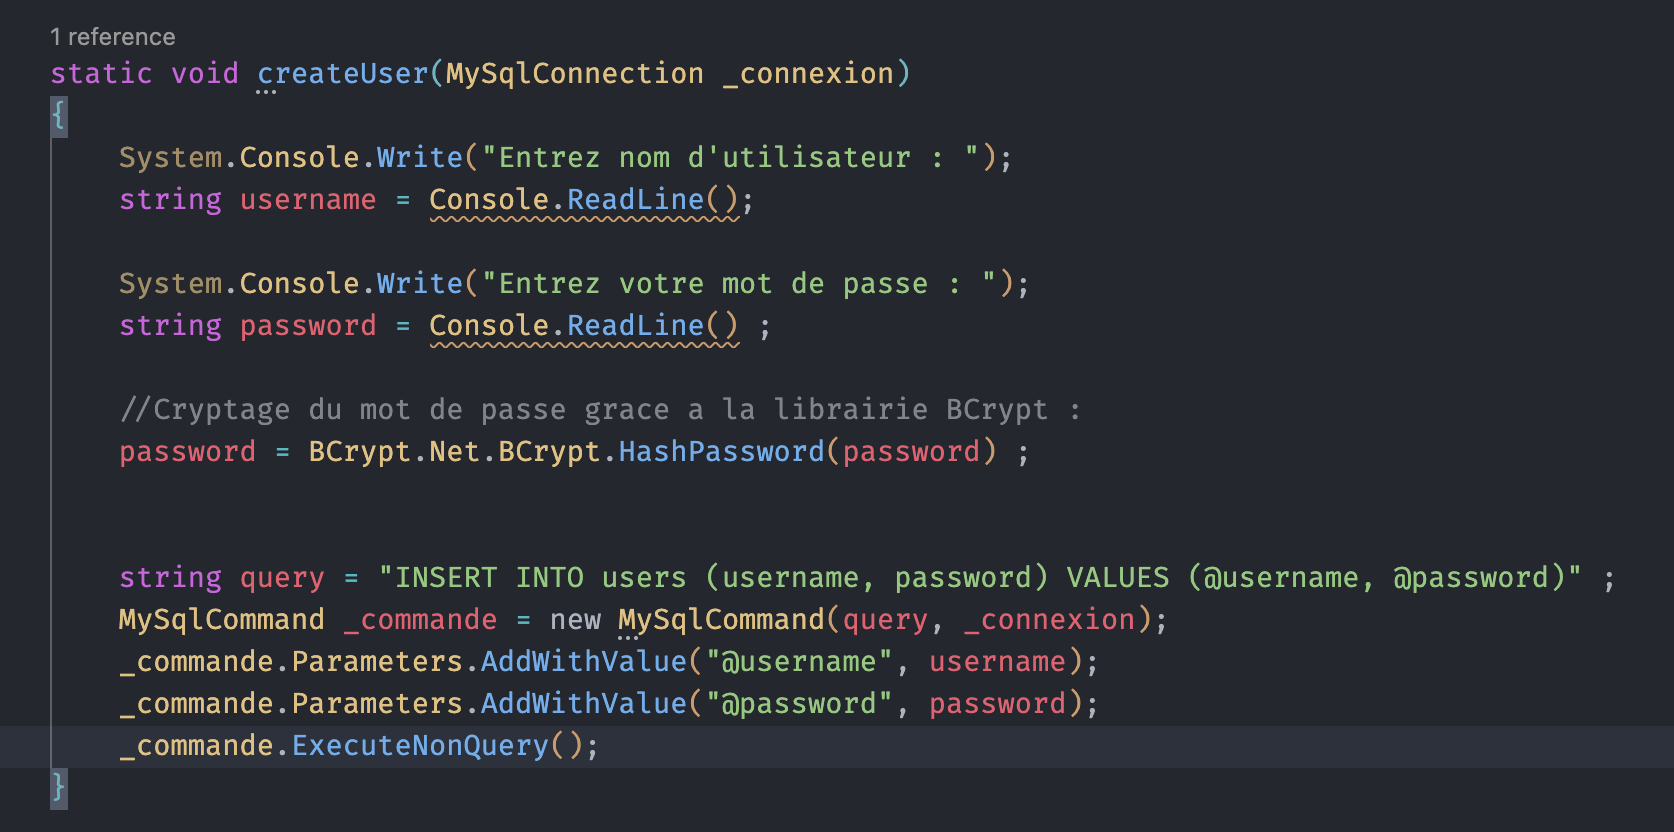 1 reference
static void createUser(MySqlConnection _connexion)
{
System.Console.Write("Entrez nom d'utilisateur : ");
string username = Console.ReadLine();
System.Console.Write("Entrez votre mot de passe : ");
string password = Console.ReadLine() ;
//Cryptage du mot de passe grace a la librairie BCrypt :
password = BCrypt.Net.BCrypt.HashPassword(password) ;
string query = "INSERT INTO users (username, password) VALUES (@username, @password)" ;
MySqlCommand _commande = new MySqlCommand(query, _connexion);
_commande.Parameters.AddWithValue("@username", username);
_commande.Parameters.AddWithValue("@password", password);
_commande.ExecuteNonQuery();
}